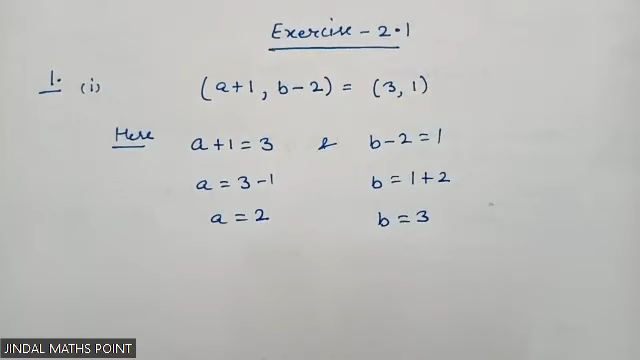 Exercise - 2.1
1. (i) (a+1, b-2) = (3, 1)
Here a+1=3 & b-2=1
a = 3-1 b = 1+2
a = 2 b = 3
JINDAL MATHS POINT